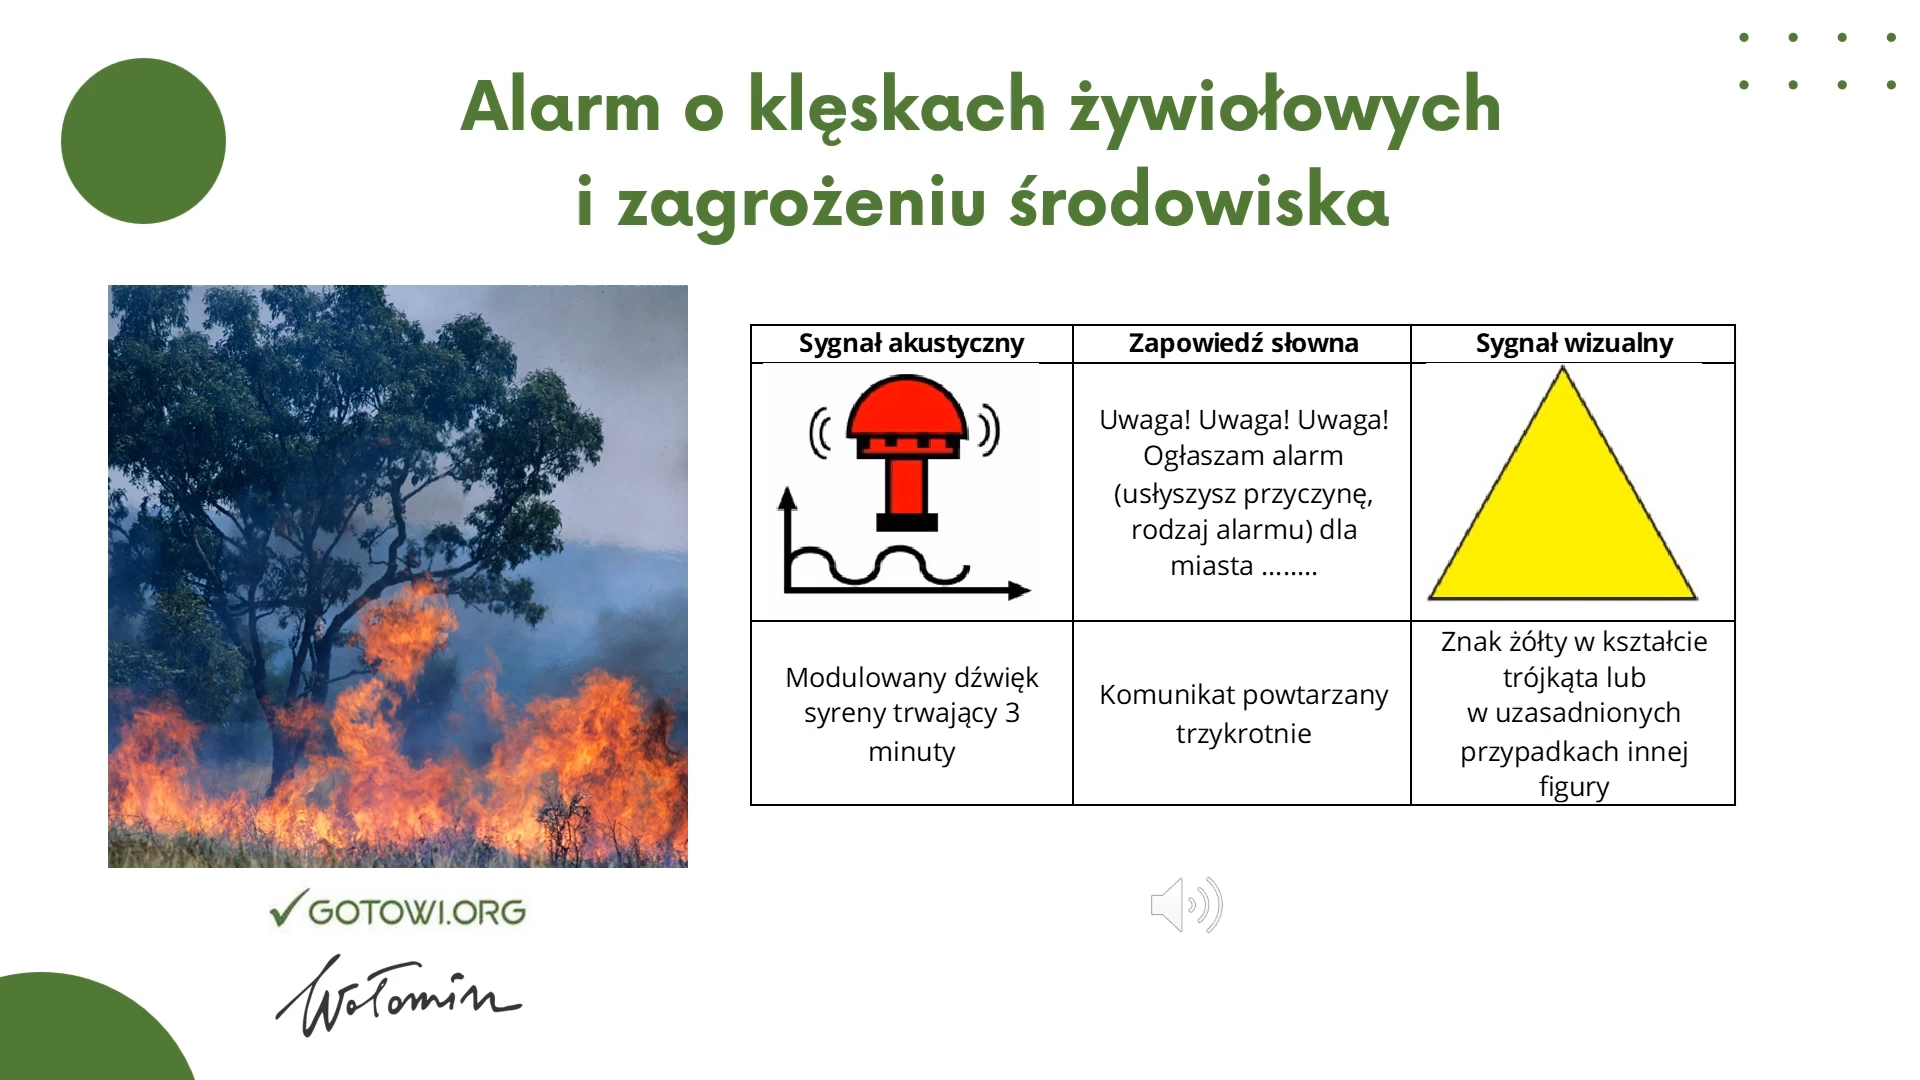 Alarm o klęskach żywiołowych
i zagrożeniu środowiska
Sygnał akustyczny
Zapowiedź słowna
Sygnał wizualny
Uwaga! Uwaga! Uwaga!
Ogłaszam alarm
(usłyszysz przyczynę,
rodzaj alarmu) dla
miasta ........
Modulowany dźwięk
syreny trwający 3
minuty
Komunikat powtarzany
trzykrotnie
Znak żółty w kształcie
trójkąta lub
w uzasadnionych
przypadkach innej
figury
GOTOWI.ORG
Wołomin